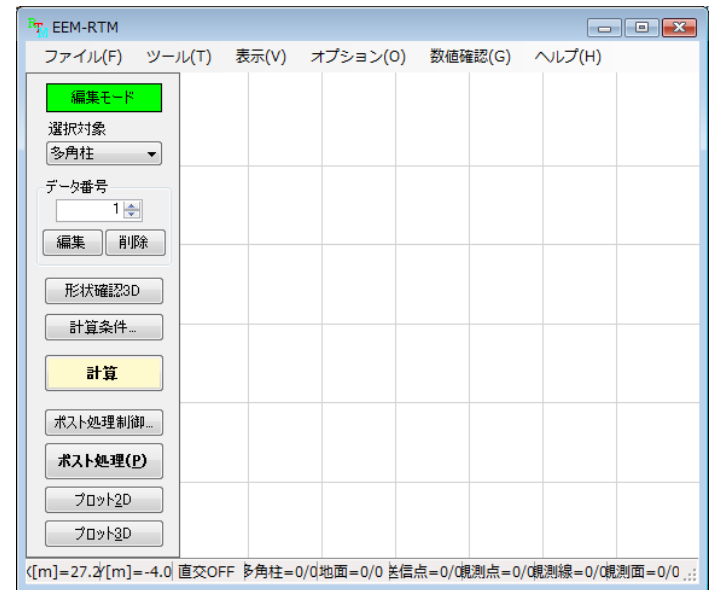 EEM-RTM
ファイル(F) ツール(T) 表示(V) オプション(O) 数値確認(G) ヘルプ(H)
編集モード
選択対象
多角柱
データ番号
1
編集 削除
形状確認3D
計算条件...
計算
ポスト処理制御...
ポスト処理(P)
プロット2D
プロット3D
[m]=27.2 Y[m]=-4.0 直交OFF 多角柱=0/0 地面=0/0 送信点=0/0 観測点=0/0 観測線=0/0 観測面=0/0